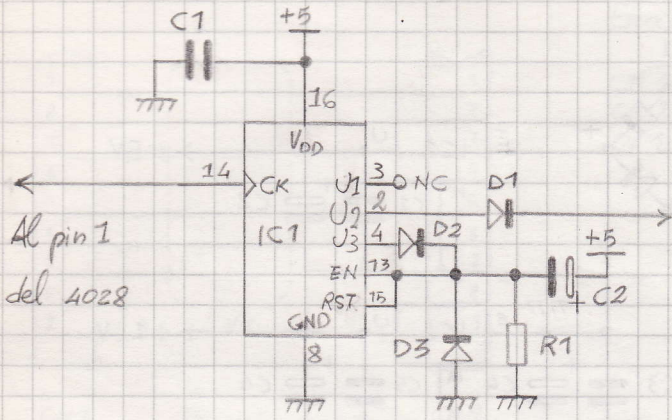 C1
+5
16
VDD
14
CK
U1
3
NC
D1
U2
2
Al pin 1
IC1
U3
4
D2
+5
EN
13
del 4028
RST.
15
+
C2
GND
8
D3
R1